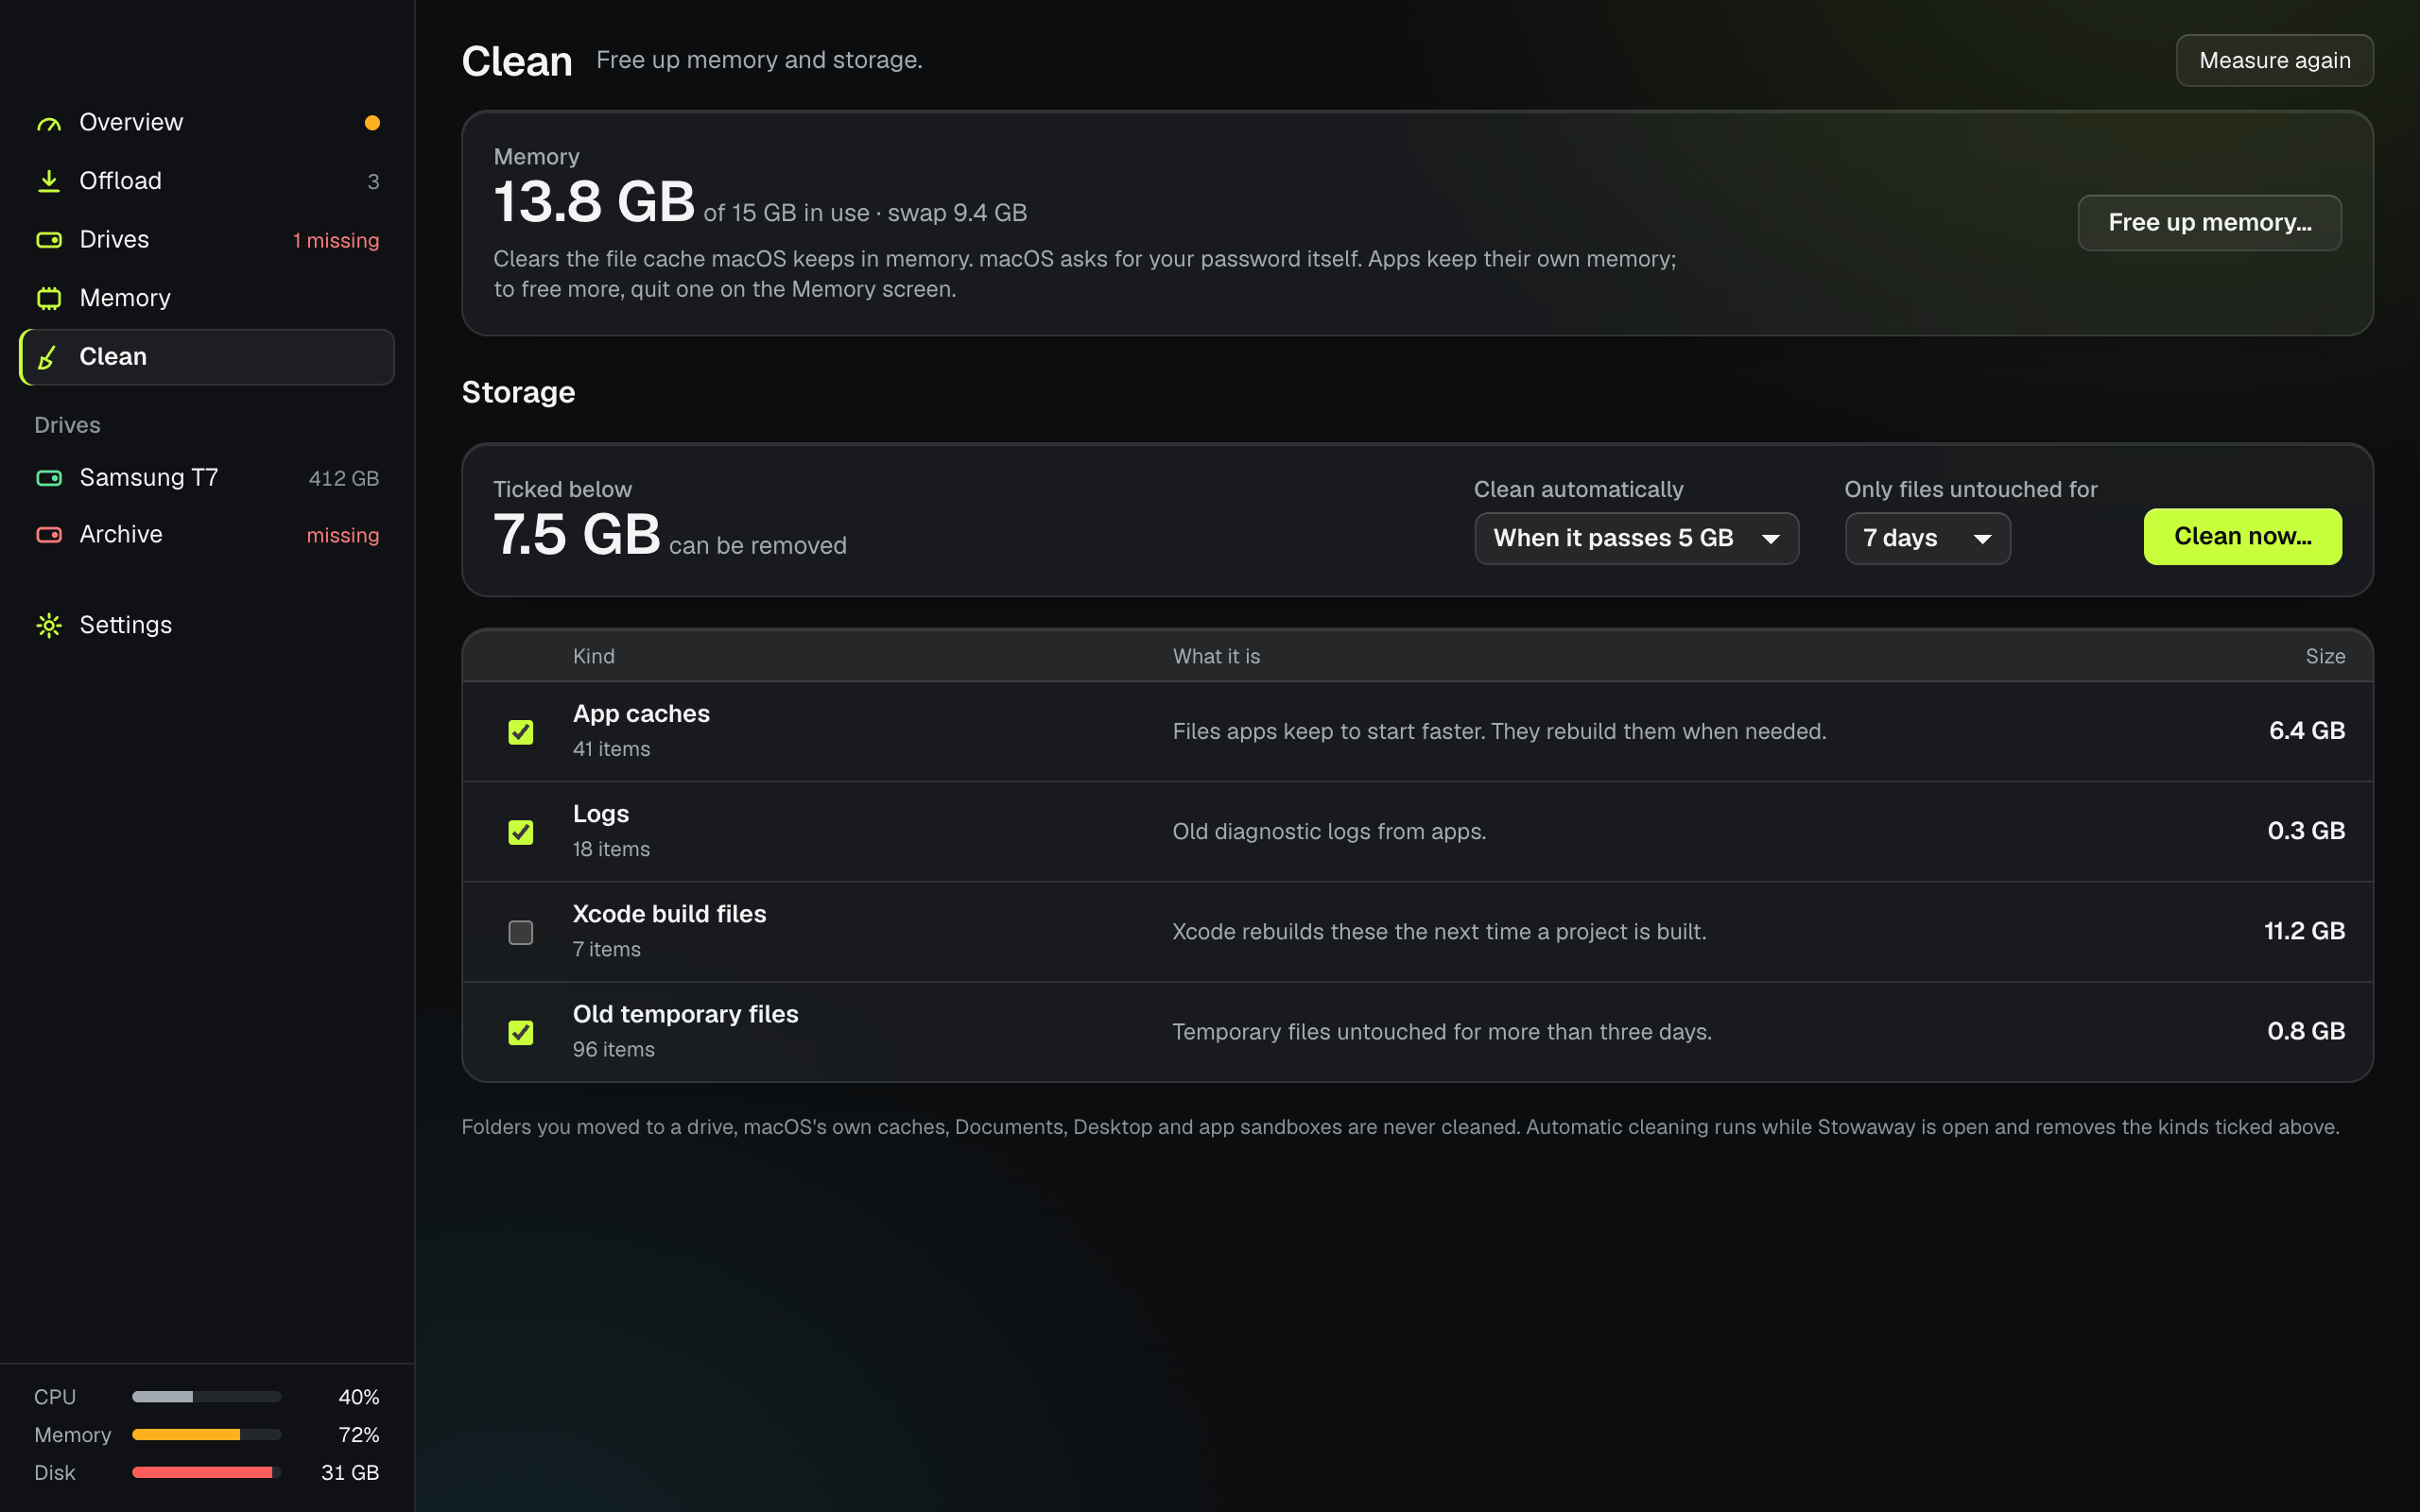 Overview
Offload 3
Drives 1 missing
Memory
Clean
Drives
Samsung T7 412 GB
Archive missing
Settings
CPU 40%
Memory 72%
Disk 31 GB
Clean Free up memory and storage.
Measure again
Memory
13.8 GB of 15 GB in use · swap 9.4 GB
Clears the file cache macOS keeps in memory. macOS asks for your password itself. Apps keep their own memory;
to free more, quit one on the Memory screen.
Free up memory...
Storage
Ticked below
7.5 GB can be removed
Clean automatically
When it passes 5 GB
Only files untouched for
7 days
Clean now...
Kind What it is Size
App caches
41 items
Files apps keep to start faster. They rebuild them when needed.
6.4 GB
Logs
18 items
Old diagnostic logs from apps.
0.3 GB
Xcode build files
7 items
Xcode rebuilds these the next time a project is built.
11.2 GB
Old temporary files
96 items
Temporary files untouched for more than three days.
0.8 GB
Folders you moved to a drive, macOS's own caches, Documents, Desktop and app sandboxes are never cleaned. Automatic cleaning runs while Stowaway is open and removes the kinds ticked above.